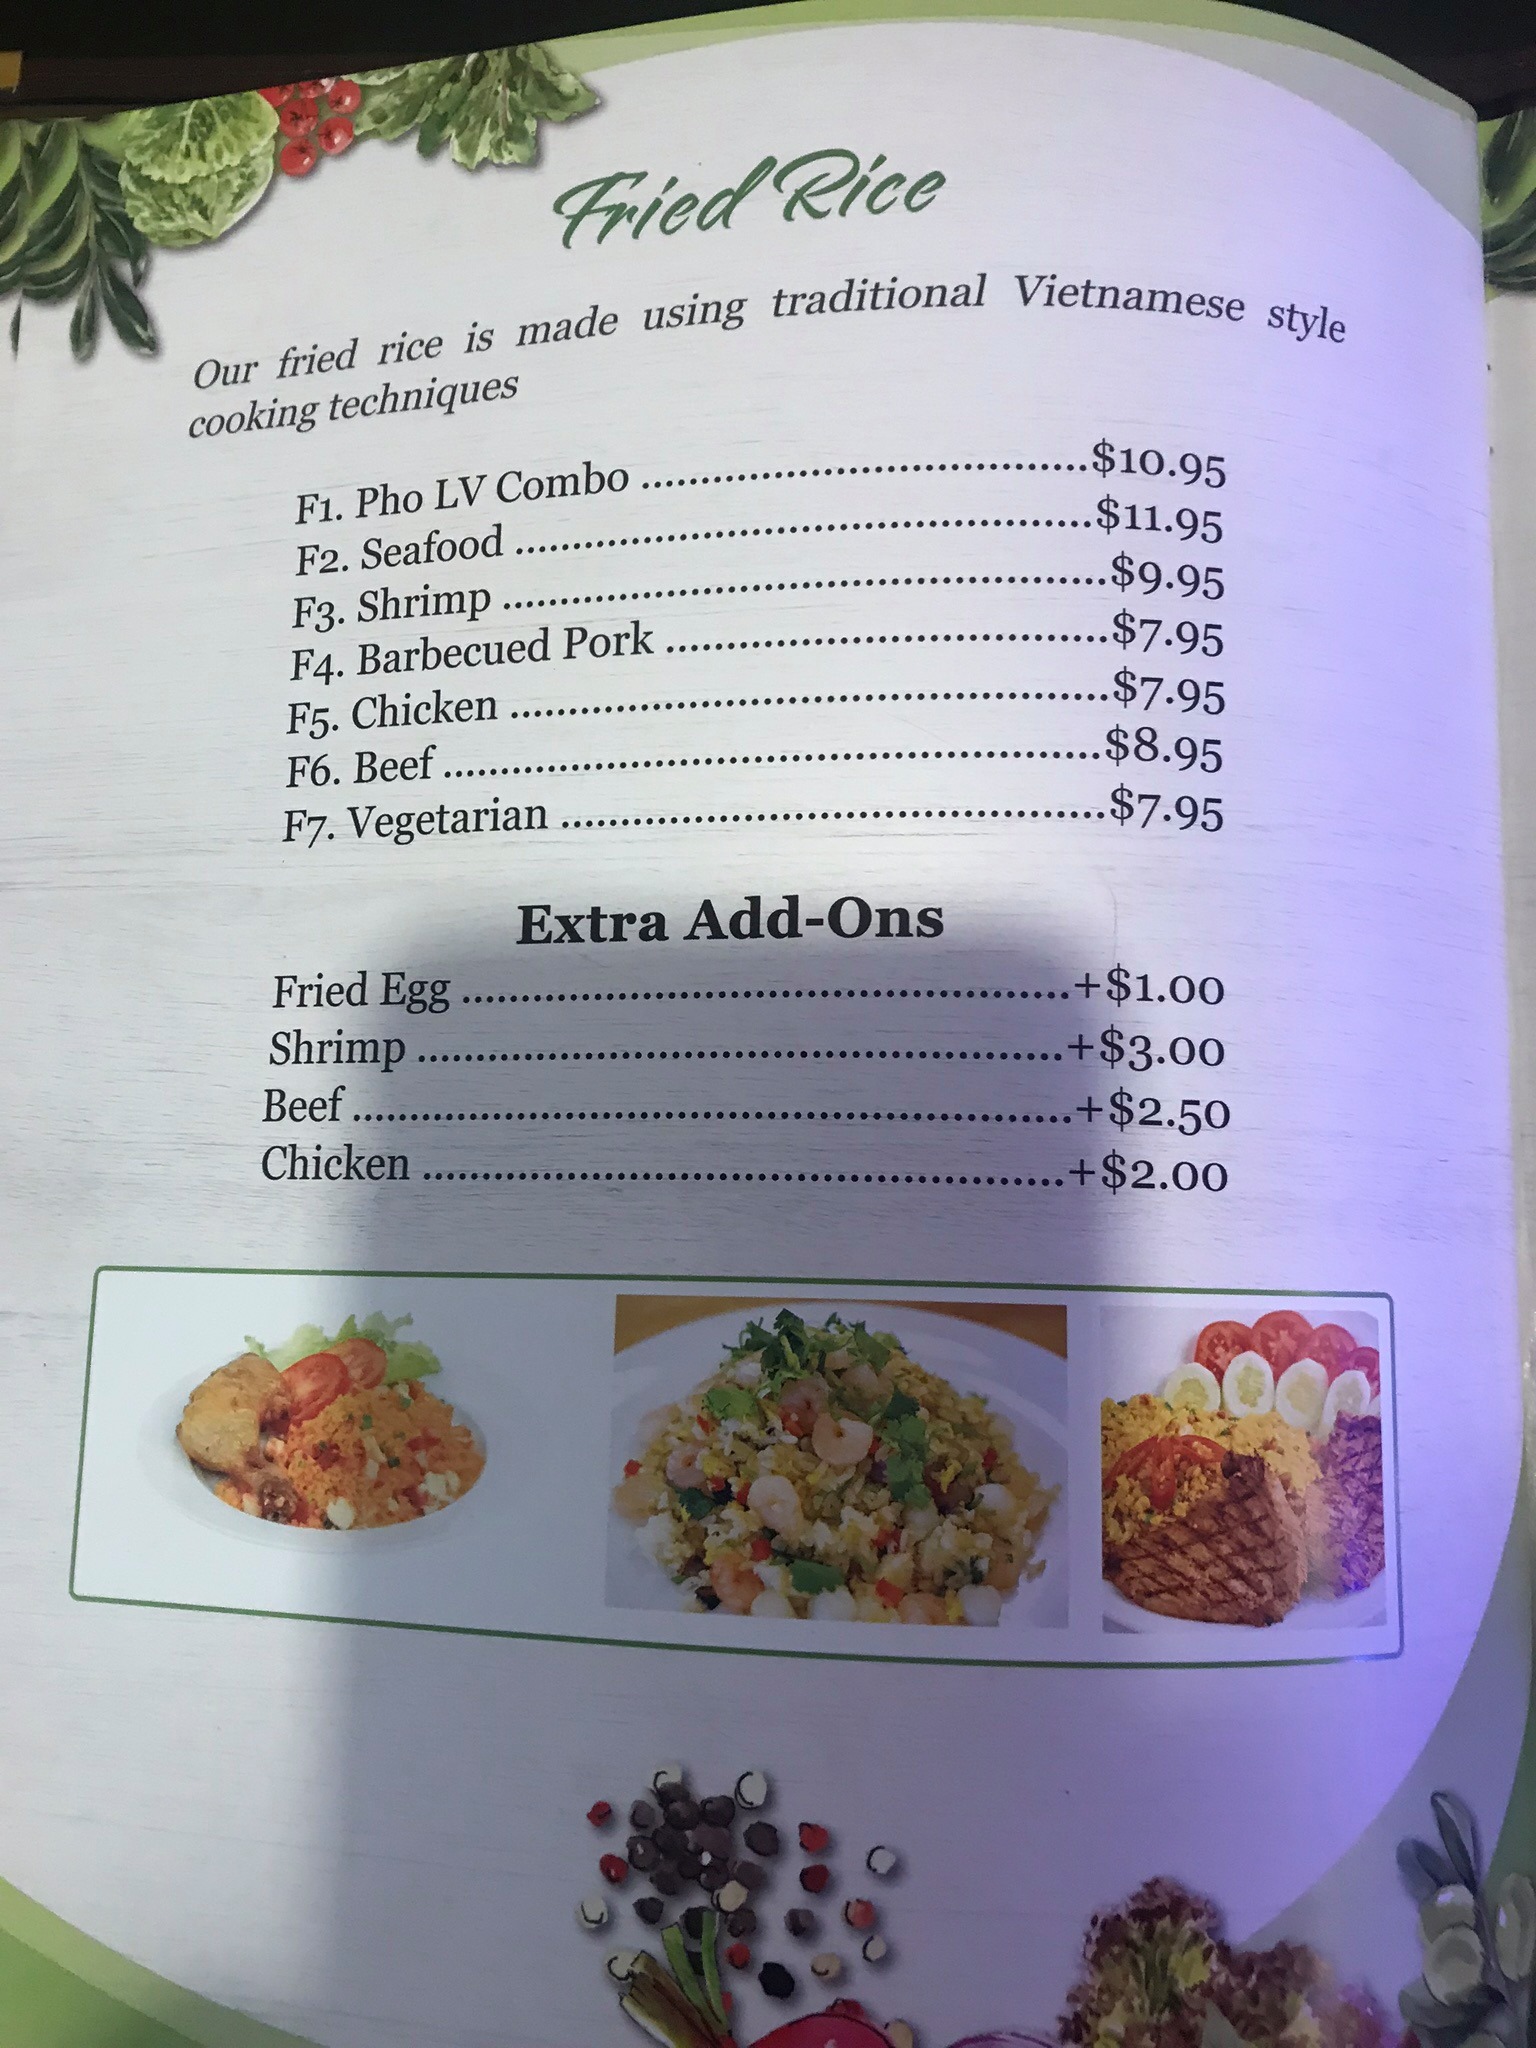 Fried Rice
Our fried rice is made using traditional Vietnamese style
cooking techniques
F1. Pho LV Combo ........................................$10.95
F2. Seafood ..................................................$11.95
F3. Shrimp ....................................................$9.95
F4. Barbecued Pork ......................................$7.95
F5. Chicken ...................................................$7.95
F6. Beef .........................................................$8.95
F7. Vegetarian ...............................................$7.95
Extra Add-Ons
Fried Egg ....................................................+$1.00
Shrimp ........................................................+$3.00
Beef ..............................................................+$2.50
Chicken .......................................................+$2.00